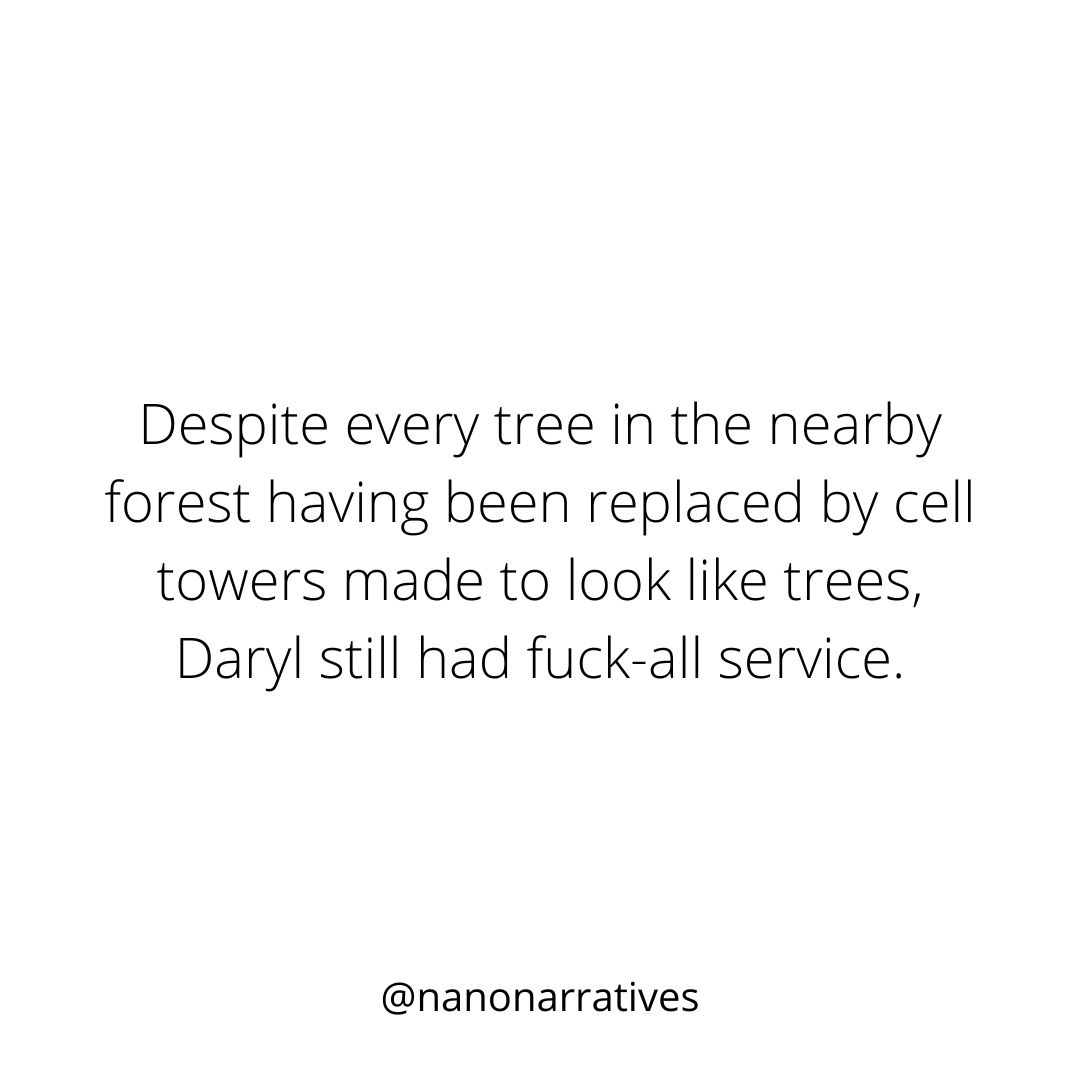 Despite every tree in the nearby
forest having been replaced by cell
towers made to look like trees,
Daryl still had fuck-all service.
@nanonarratives